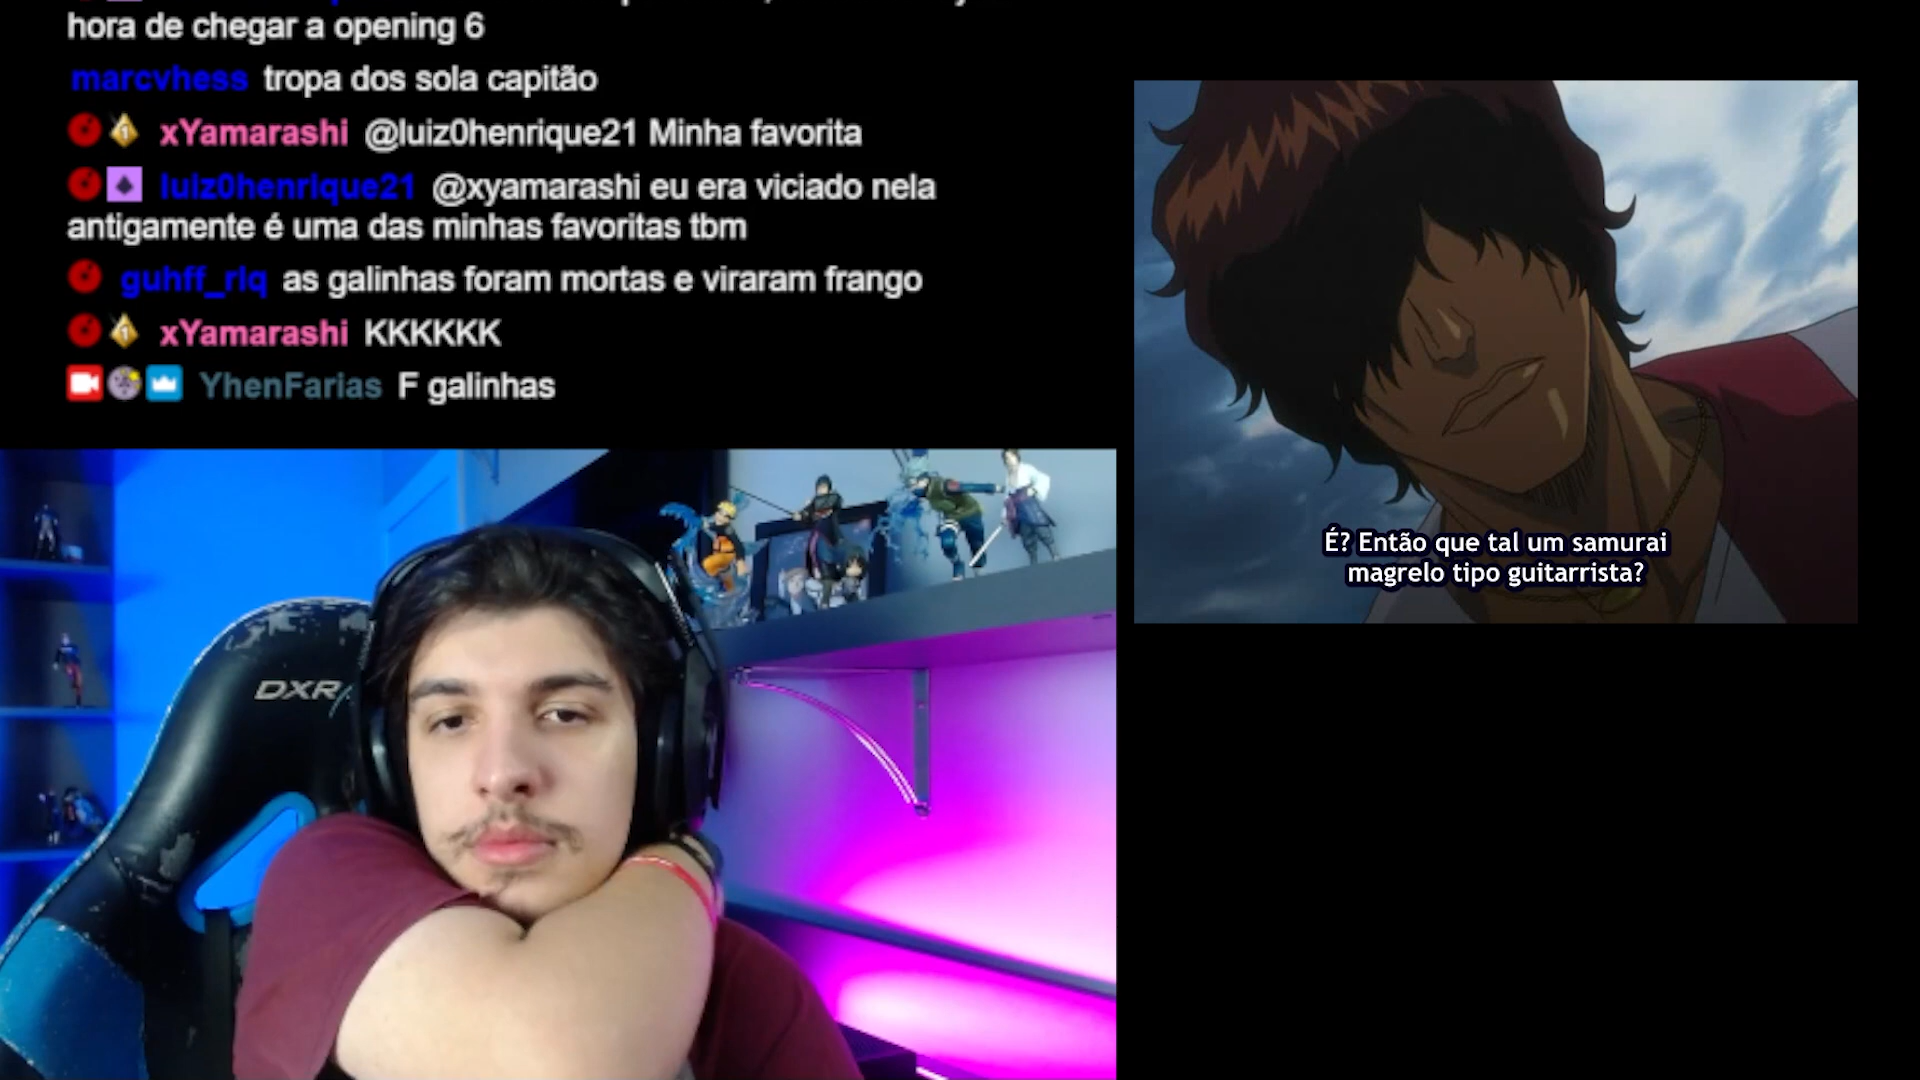 hora de chegar a opening 6
marcvhess tropa dos sola capitão
xYamarashi @luiz0henrique21 Minha favorita
luiz0henrique21 @xyamarashi eu era viciado nela
antigamente é uma das minhas favoritas tbm
guhff_rlq as galinhas foram mortas e viraram frango
xYamarashi KKKKKK
YhenFarias F galinhas
É? Então que tal um samurai
magrelo tipo guitarrista?
DXR